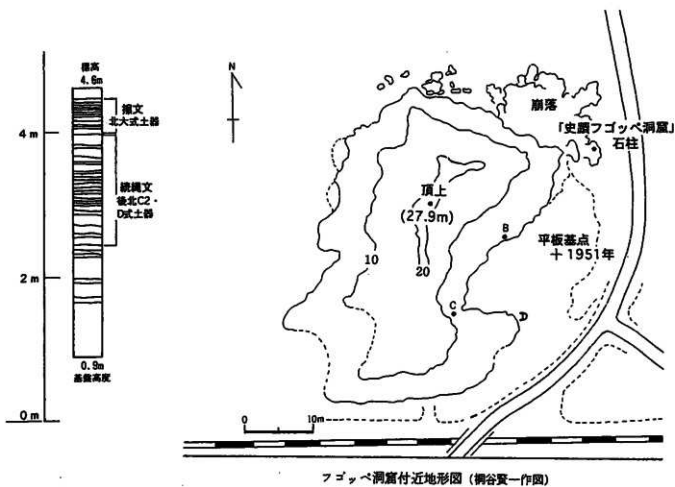 標高
4.6m
4m
擦文
北大式土器
続縄文
後北C2・
D式土器
2m
0.9m
基盤高度
0m
N
崩落
「史蹟フゴッペ洞窟」
石柱
頂上
(27.9m)
B
平板基点
+1951年
10
20
C
A
0
10m
フゴッペ洞窟付近地形図(桐谷賢一作図)